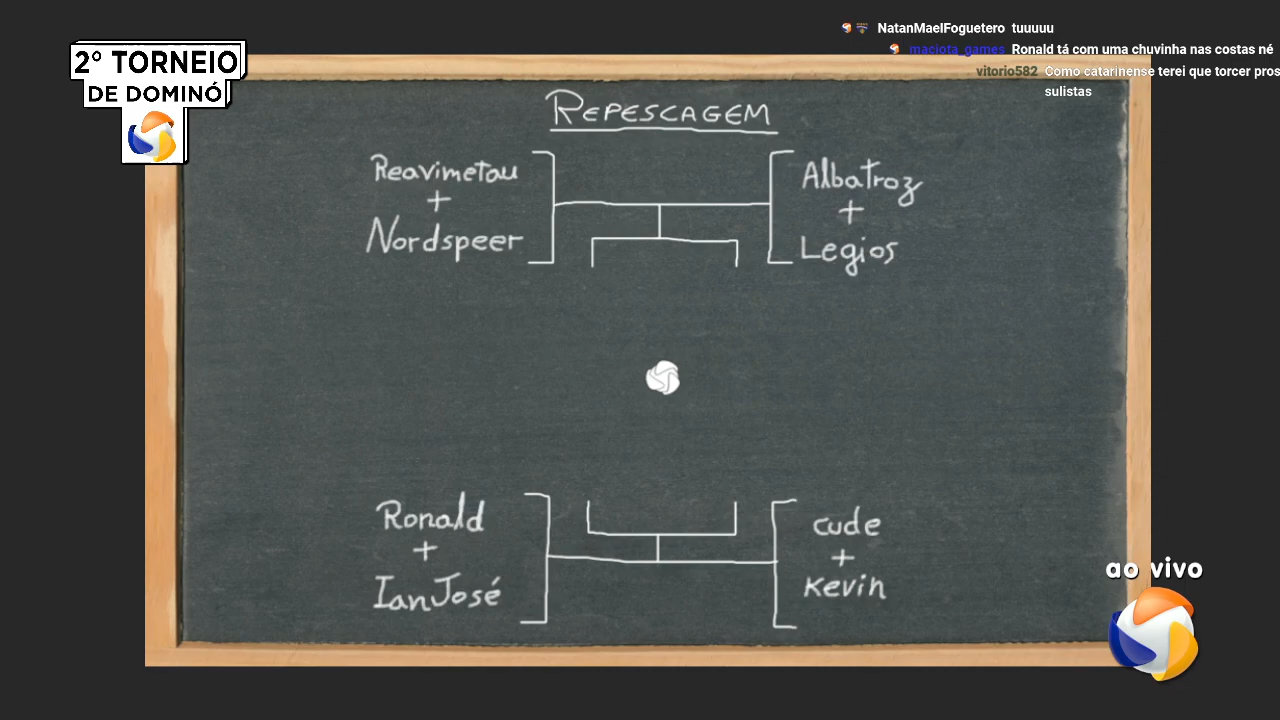 2º TORNEIO
DE DOMINÓ
NatanMaelFoguetero tuuuuu
maciota_games Ronald tá com uma chuvinha nas costas né
vitorio582 Como catarinense terei que torcer pros
sulistas
REPESCAGEM
Reavimetau
+
Nordspeer
Albatroz
+
Legios
Ronald
+
IanJosé
cude
+
Kevin
ao vivo